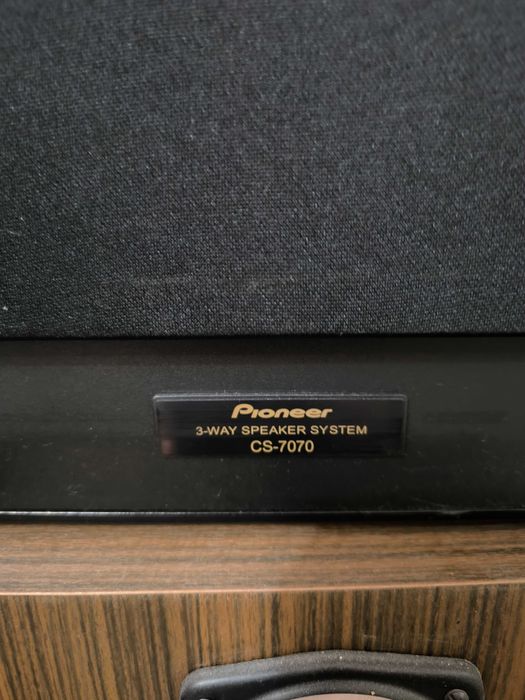 Pioneer
3-WAY SPEAKER SYSTEM
CS-7070